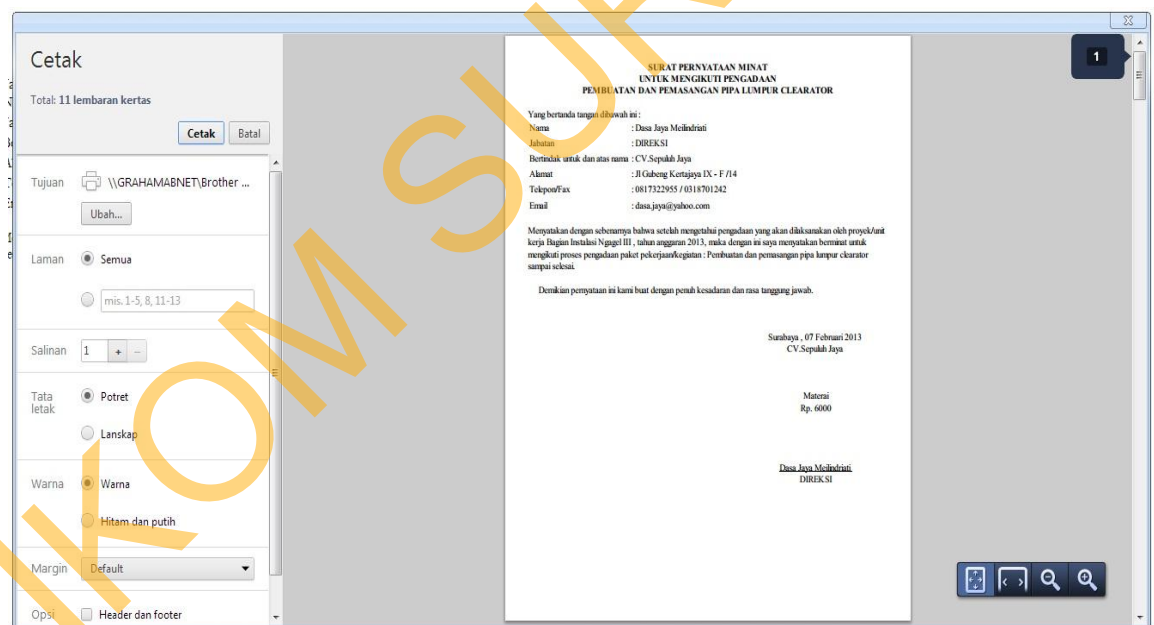 Cetak
Total: 11 lembaran kertas
Cetak Batal
Tujuan \\GRAHAMABNET\Brother ...
Ubah...
Laman Semua
mis. 1-5, 8, 11-13
Salinan 1 + -
Tata letak Potret
Lanskap
Warna Warna
Hitam dan putih
Margin Default
Opsi Header dan footer
1
SURAT PERNYATAAN MINAT
UNTUK MENGIKUTI PENGADAAN
PEMBUATAN DAN PEMASANGAN PIPA LUMPUR CLEARATOR
Yang bertanda tangan dibawah ini :
Nama : Dasa Jaya Meilindriati
Jabatan : DIREKSI
Bertindak untuk dan atas nama : CV.Sepuluh Jaya
Alamat : Jl Gubeng Kertajaya IX - F /14
Telepon/Fax : 0817322955 / 0318701242
Email : dasa.jaya@yahoo.com
Menyatakan dengan sebenarnya bahwa setelah mengetahui pengadaan yang akan dilaksanakan oleh proyek/unit
kerja Bagian Instalasi Ngagel III , tahun anggaran 2013, maka dengan ini saya menyatakan berminat untuk
mengikuti proses pengadaan paket pekerjaan/kegiatan : Pembuatan dan pemasangan pipa lumpur clearator
sampai selesai.
Demikian pernyataan ini kami buat dengan penuh kesadaran dan rasa tanggung jawab.
Surabaya , 07 Februari 2013
CV.Sepuluh Jaya
Materai
Rp. 6000
Dasa Jaya Meilindriati
DIREKSI
IKOM SUR